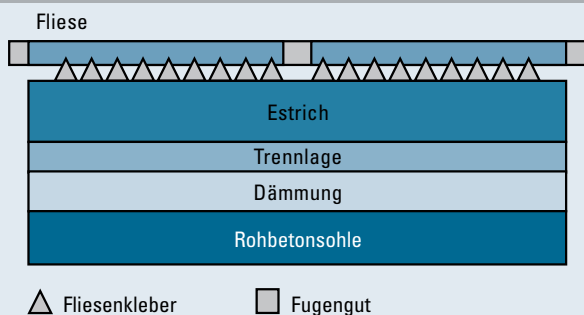 Fliese
Estrich
Trennlage
Dämmung
Rohbetonsohle
Fliesenkleber
Fugengut